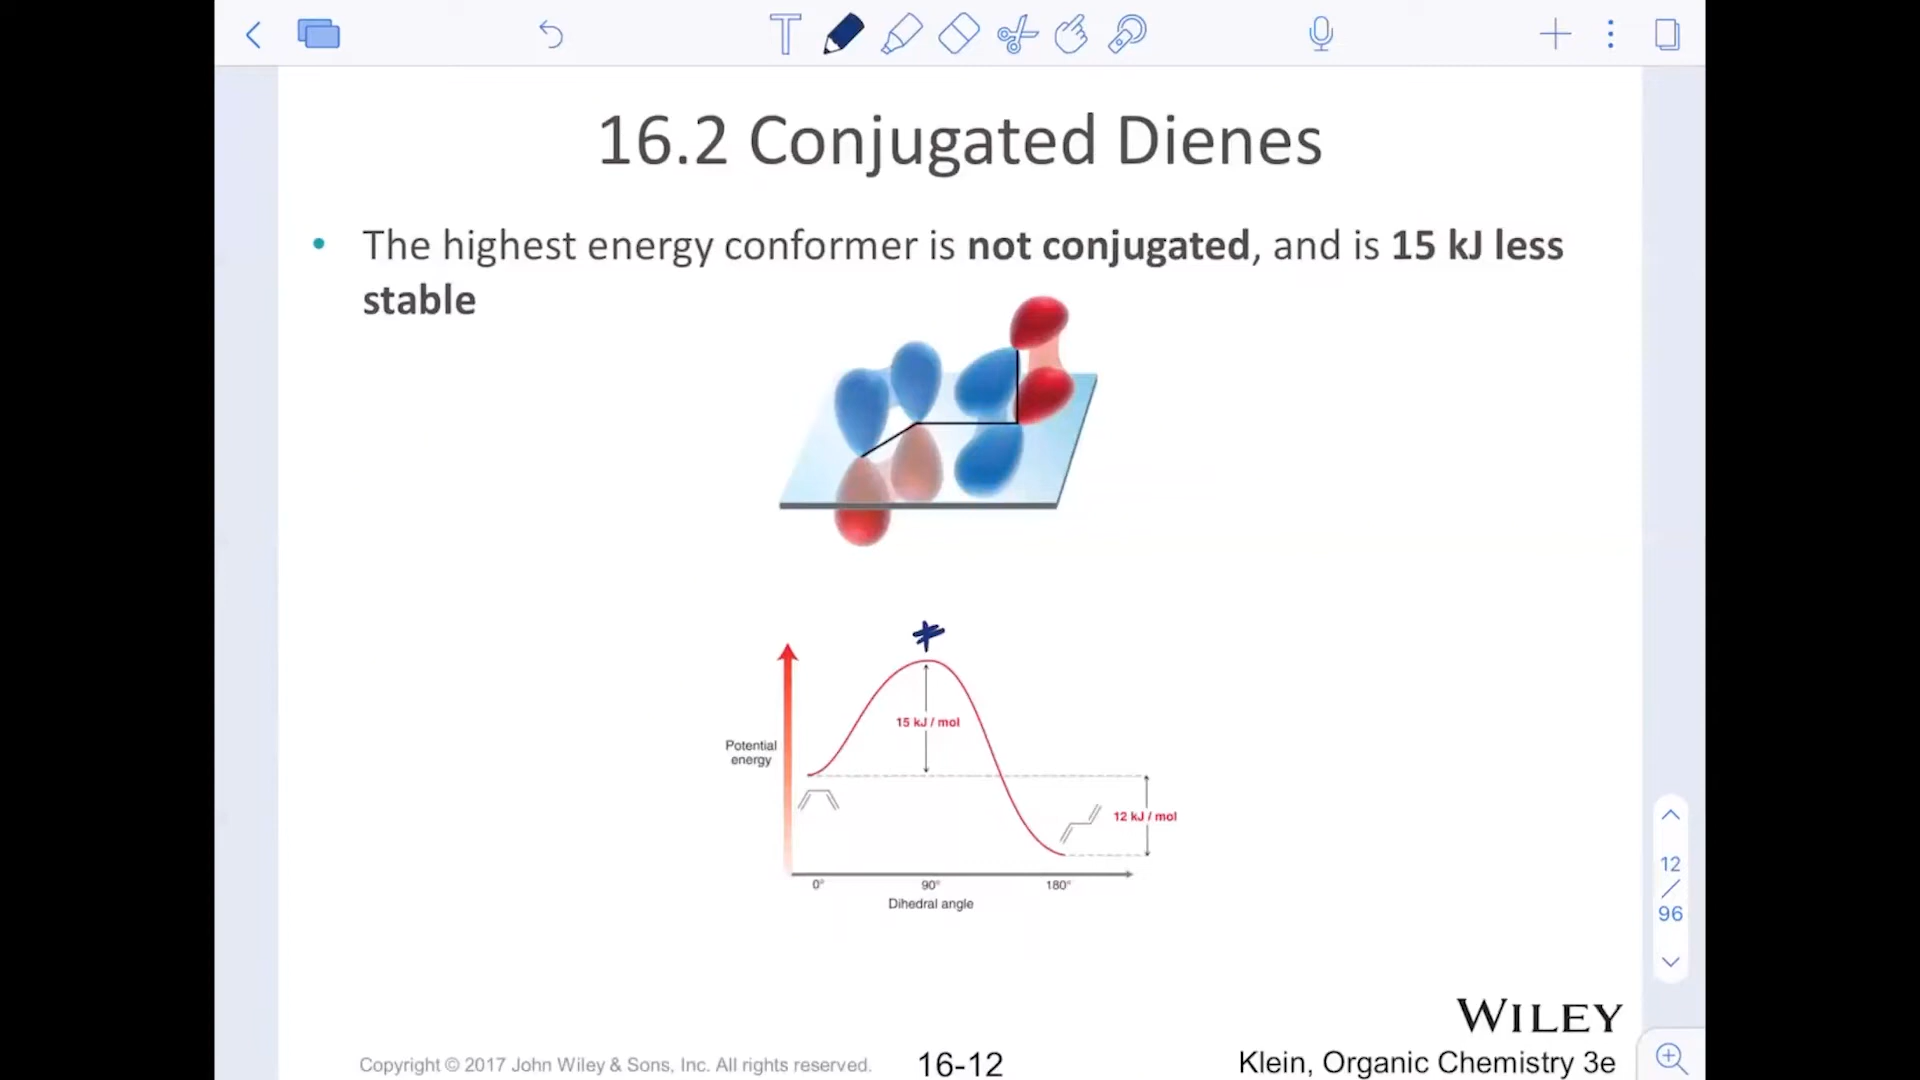 16.2 Conjugated Dienes
• The highest energy conformer is not conjugated, and is 15 kJ less
stable
15 kJ / mol
Potential
energy
12 kJ / mol
0°
90°
180°
Dihedral angle
12
96
WILEY
Copyright © 2017 John Wiley & Sons, Inc. All rights reserved.
16-12
Klein, Organic Chemistry 3e